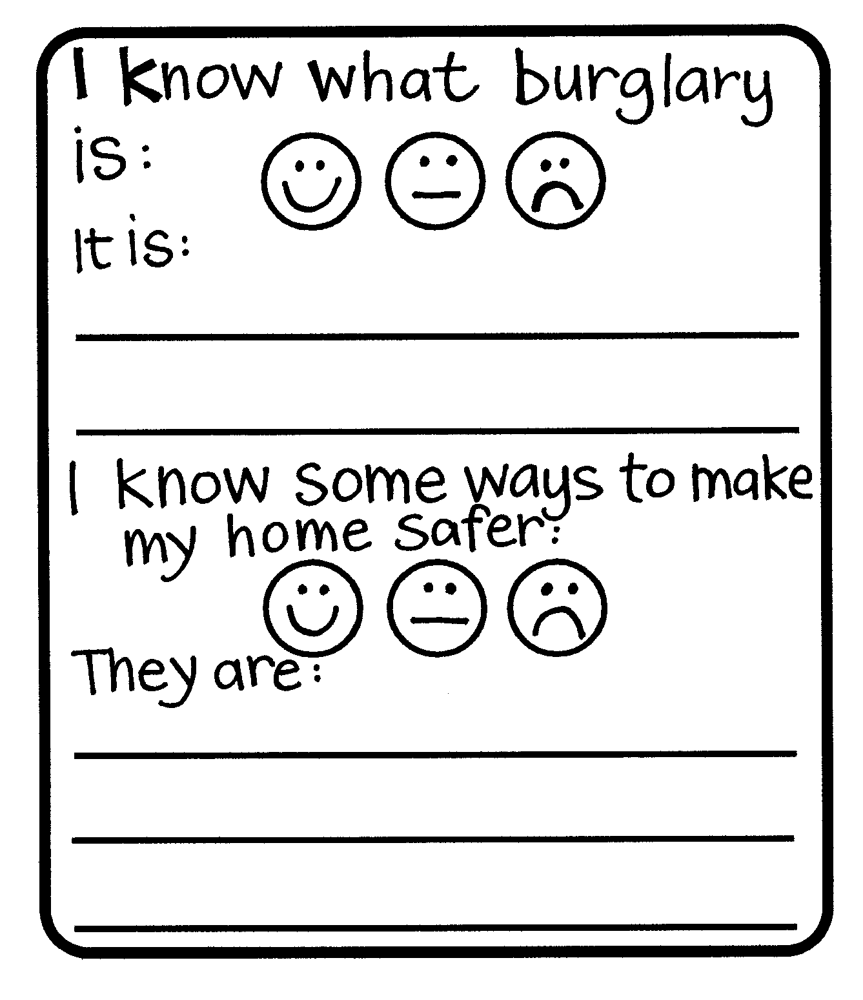 I know what burglary
is:
It is:
I know some ways to make
my home safer:
They are: